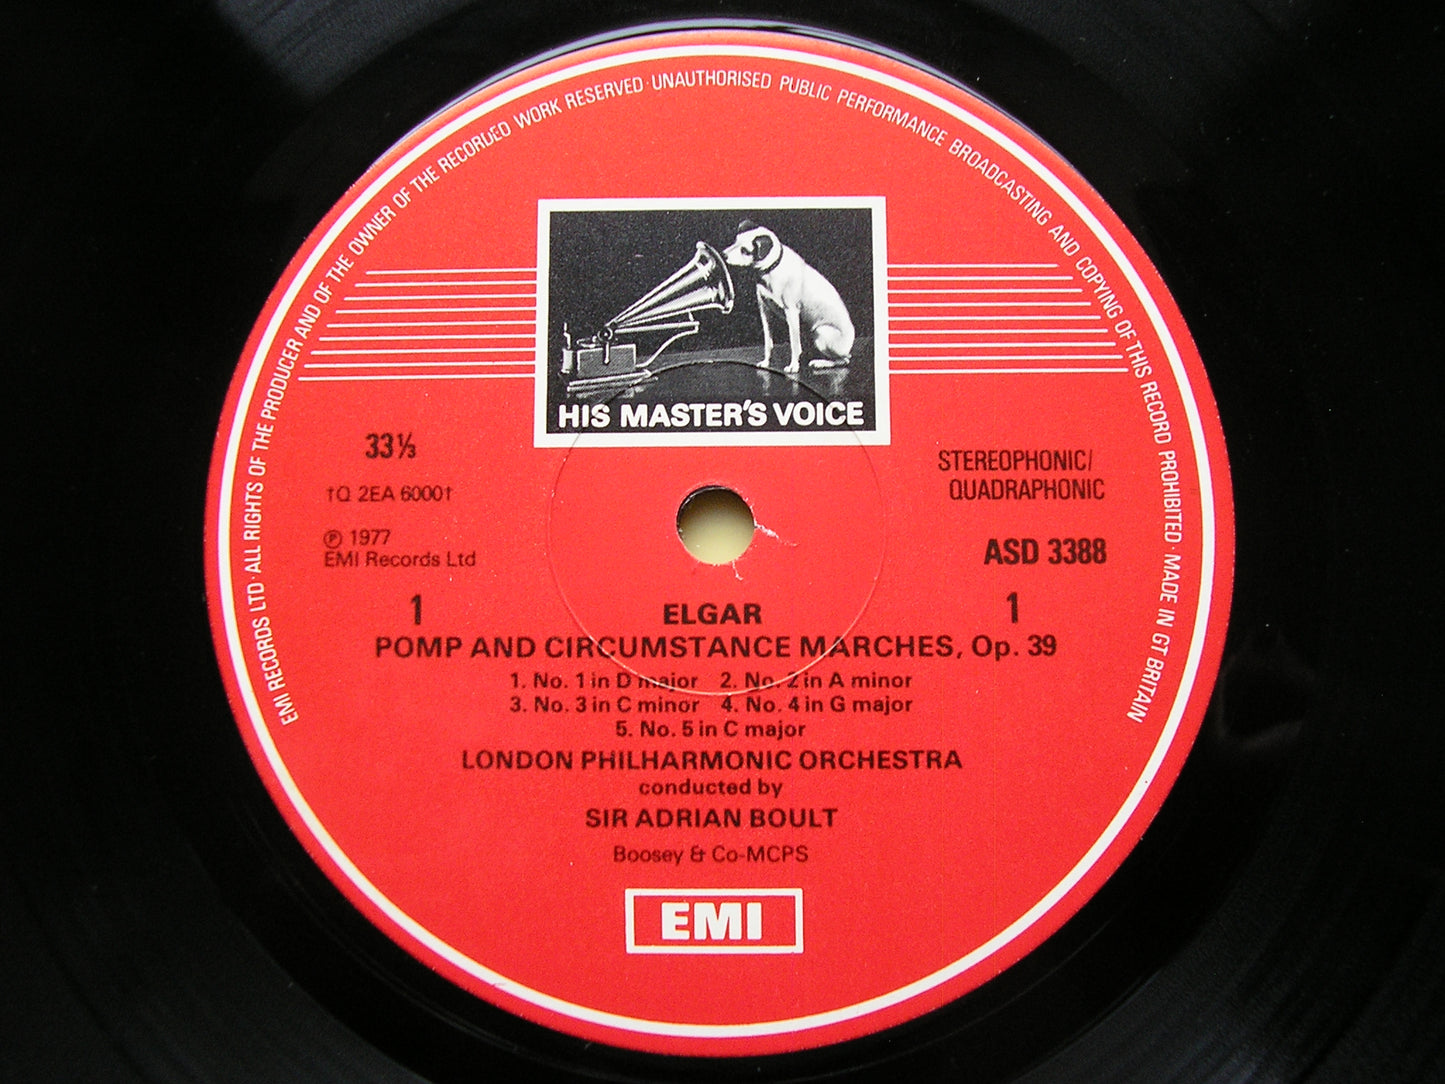 EMI RECORDS LTD · ALL RIGHTS OF THE PRODUCER AND OF THE OWNER OF THE RECORDED WORK RESERVED · UNAUTHORISED PUBLIC PERFORMANCE BROADCASTING AND COPYING OF THIS RECORD PROHIBITED · MADE IN GT BRITAIN
HIS MASTER'S VOICE
33⅓
†Q 2EA 6000†
℗ 1977
EMI Records Ltd
STEREOPHONIC/
QUADRAPHONIC
ASD 3388
1 ELGAR 1
POMP AND CIRCUMSTANCE MARCHES, Op. 39
1. No. 1 in D major 2. No. 2 in A minor
3. No. 3 in C minor 4. No. 4 in G major
5. No. 5 in C major
LONDON PHILHARMONIC ORCHESTRA
conducted by
SIR ADRIAN BOULT
Boosey & Co-MCPS
EMI